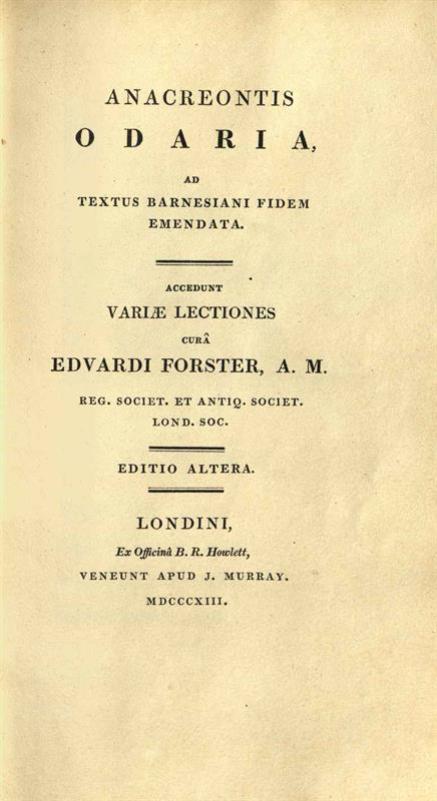 ANACREONTIS
ODARIA,
AD
TEXTUS BARNESIANI FIDEM
EMENDATA.
ACCEDUNT
VARIÆ LECTIONES
CURÂ
EDVARDI FORSTER, A. M.
REG. SOCIET. ET ANTIQ. SOCIET.
LOND. SOC.
EDITIO ALTERA.
LONDINI,
Ex Officinâ B. R. Howlett,
VENEUNT APUD J. MURRAY.
MDCCCXIII.